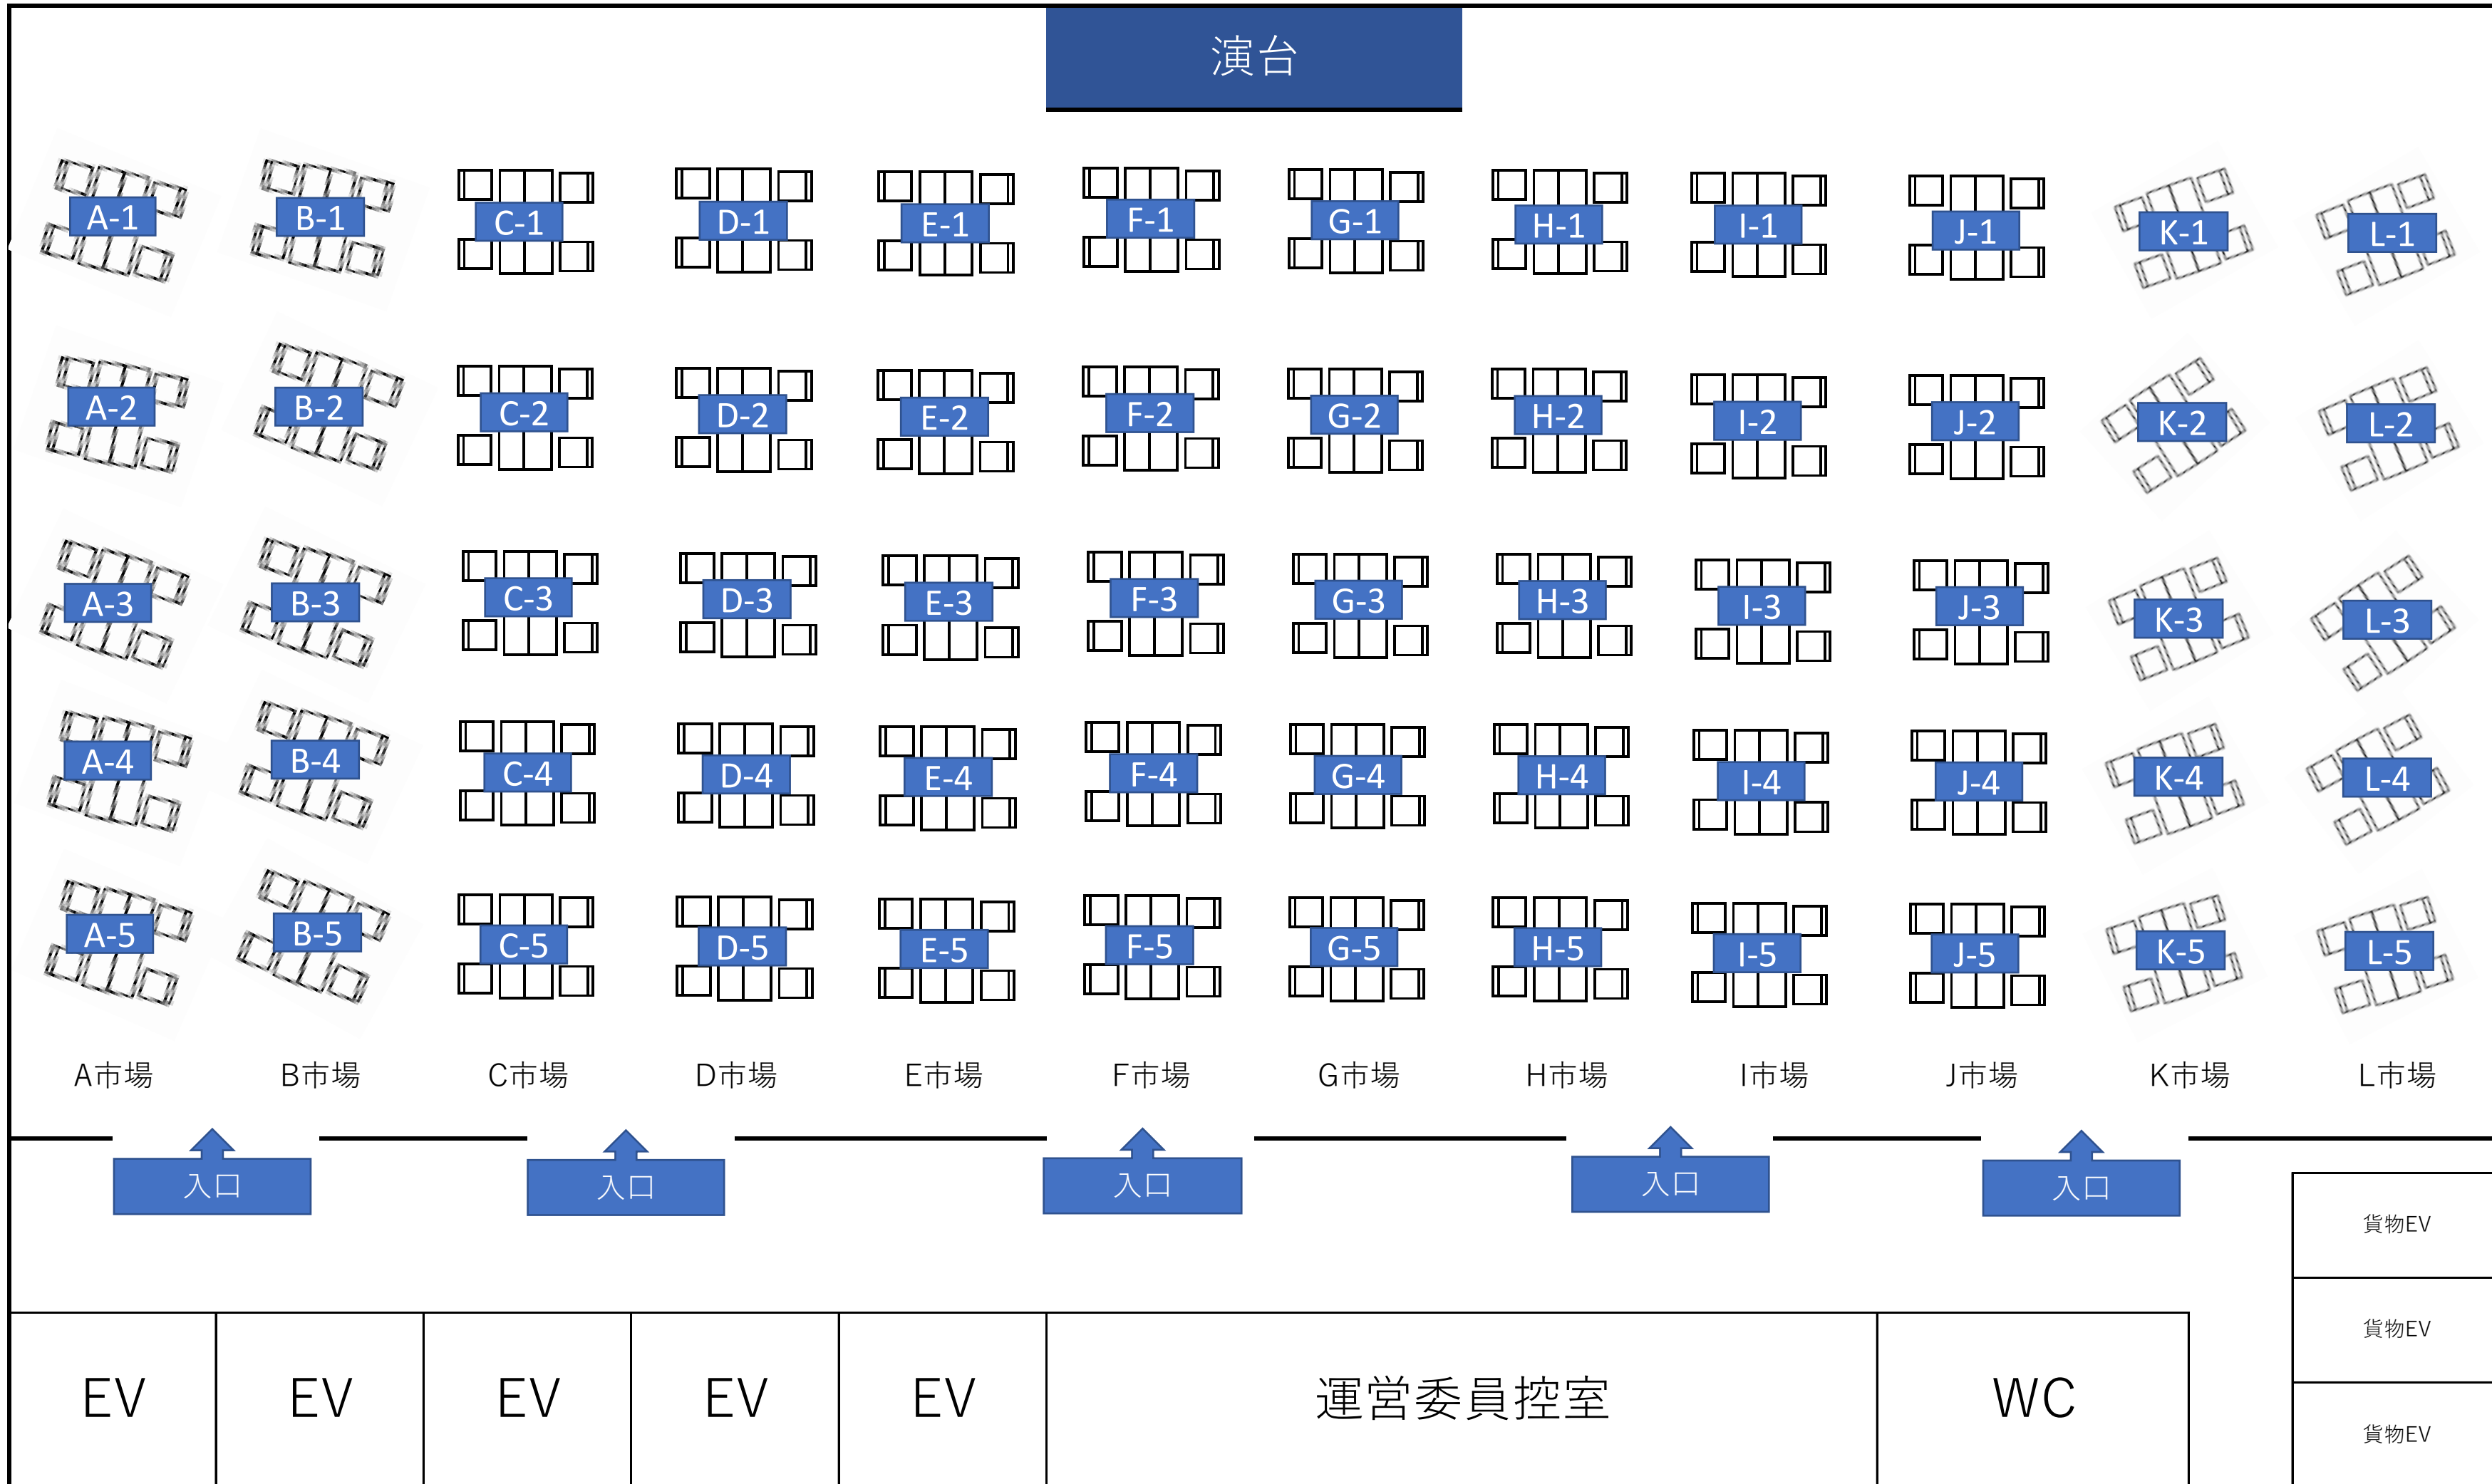 演台
A-1 B-1 C-1 D-1 E-1 F-1 G-1 H-1 I-1 J-1 K-1 L-1
A-2 B-2 C-2 D-2 E-2 F-2 G-2 H-2 I-2 J-2 K-2 L-2
A-3 B-3 C-3 D-3 E-3 F-3 G-3 H-3 I-3 J-3 K-3 L-3
A-4 B-4 C-4 D-4 E-4 F-4 G-4 H-4 I-4 J-4 K-4 L-4
A-5 B-5 C-5 D-5 E-5 F-5 G-5 H-5 I-5 J-5 K-5 L-5
A市場 B市場 C市場 D市場 E市場 F市場 G市場 H市場 I市場 J市場 K市場 L市場
入口 入口 入口 入口 入口
貨物EV
貨物EV
EV EV EV EV EV 運営委員控室 WC
貨物EV